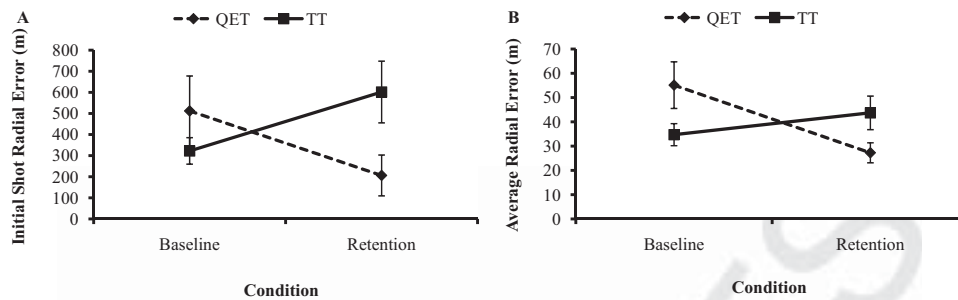 A
QET TT
Initial Shot Radial Error (m)
800
700
600
500
400
300
200
100
0
Baseline Retention
Condition
B
QET TT
Average Radial Error (m)
70
60
50
40
30
20
10
0
Baseline Retention
Condition